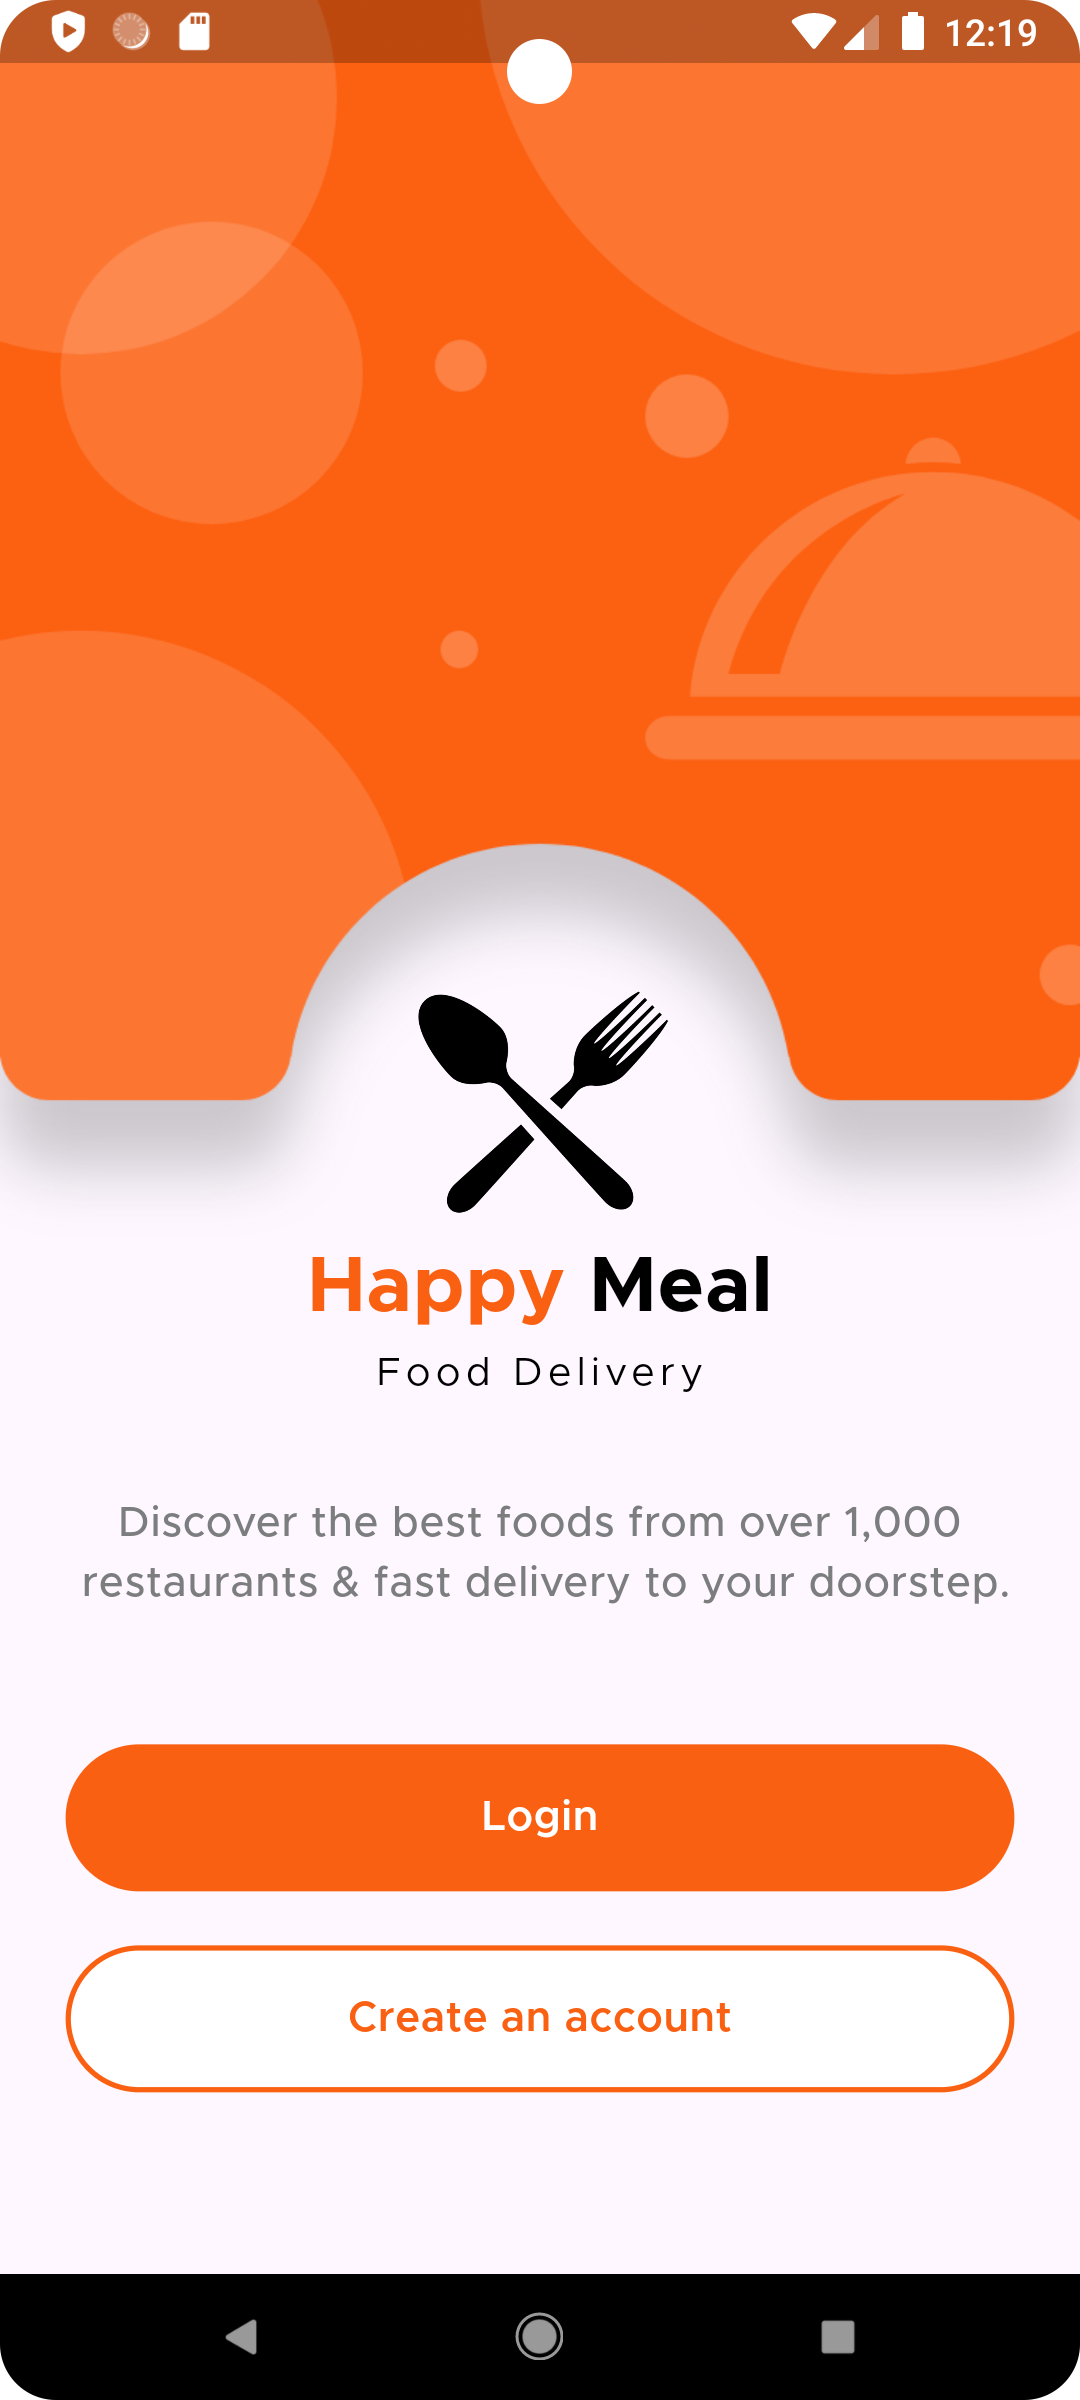 12:19
Happy Meal
Food Delivery
Discover the best foods from over 1,000
restaurants & fast delivery to your doorstep.
Login
Create an account